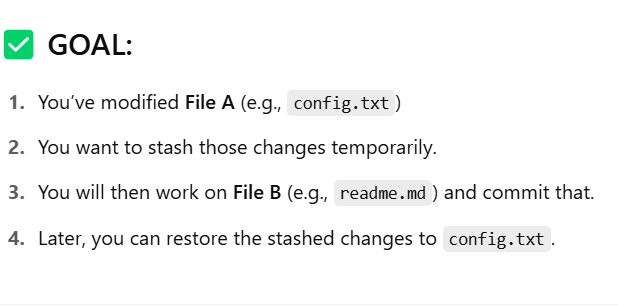 ✅ GOAL:
1. You’ve modified File A (e.g., config.txt)
2. You want to stash those changes temporarily.
3. You will then work on File B (e.g., readme.md) and commit that.
4. Later, you can restore the stashed changes to config.txt.